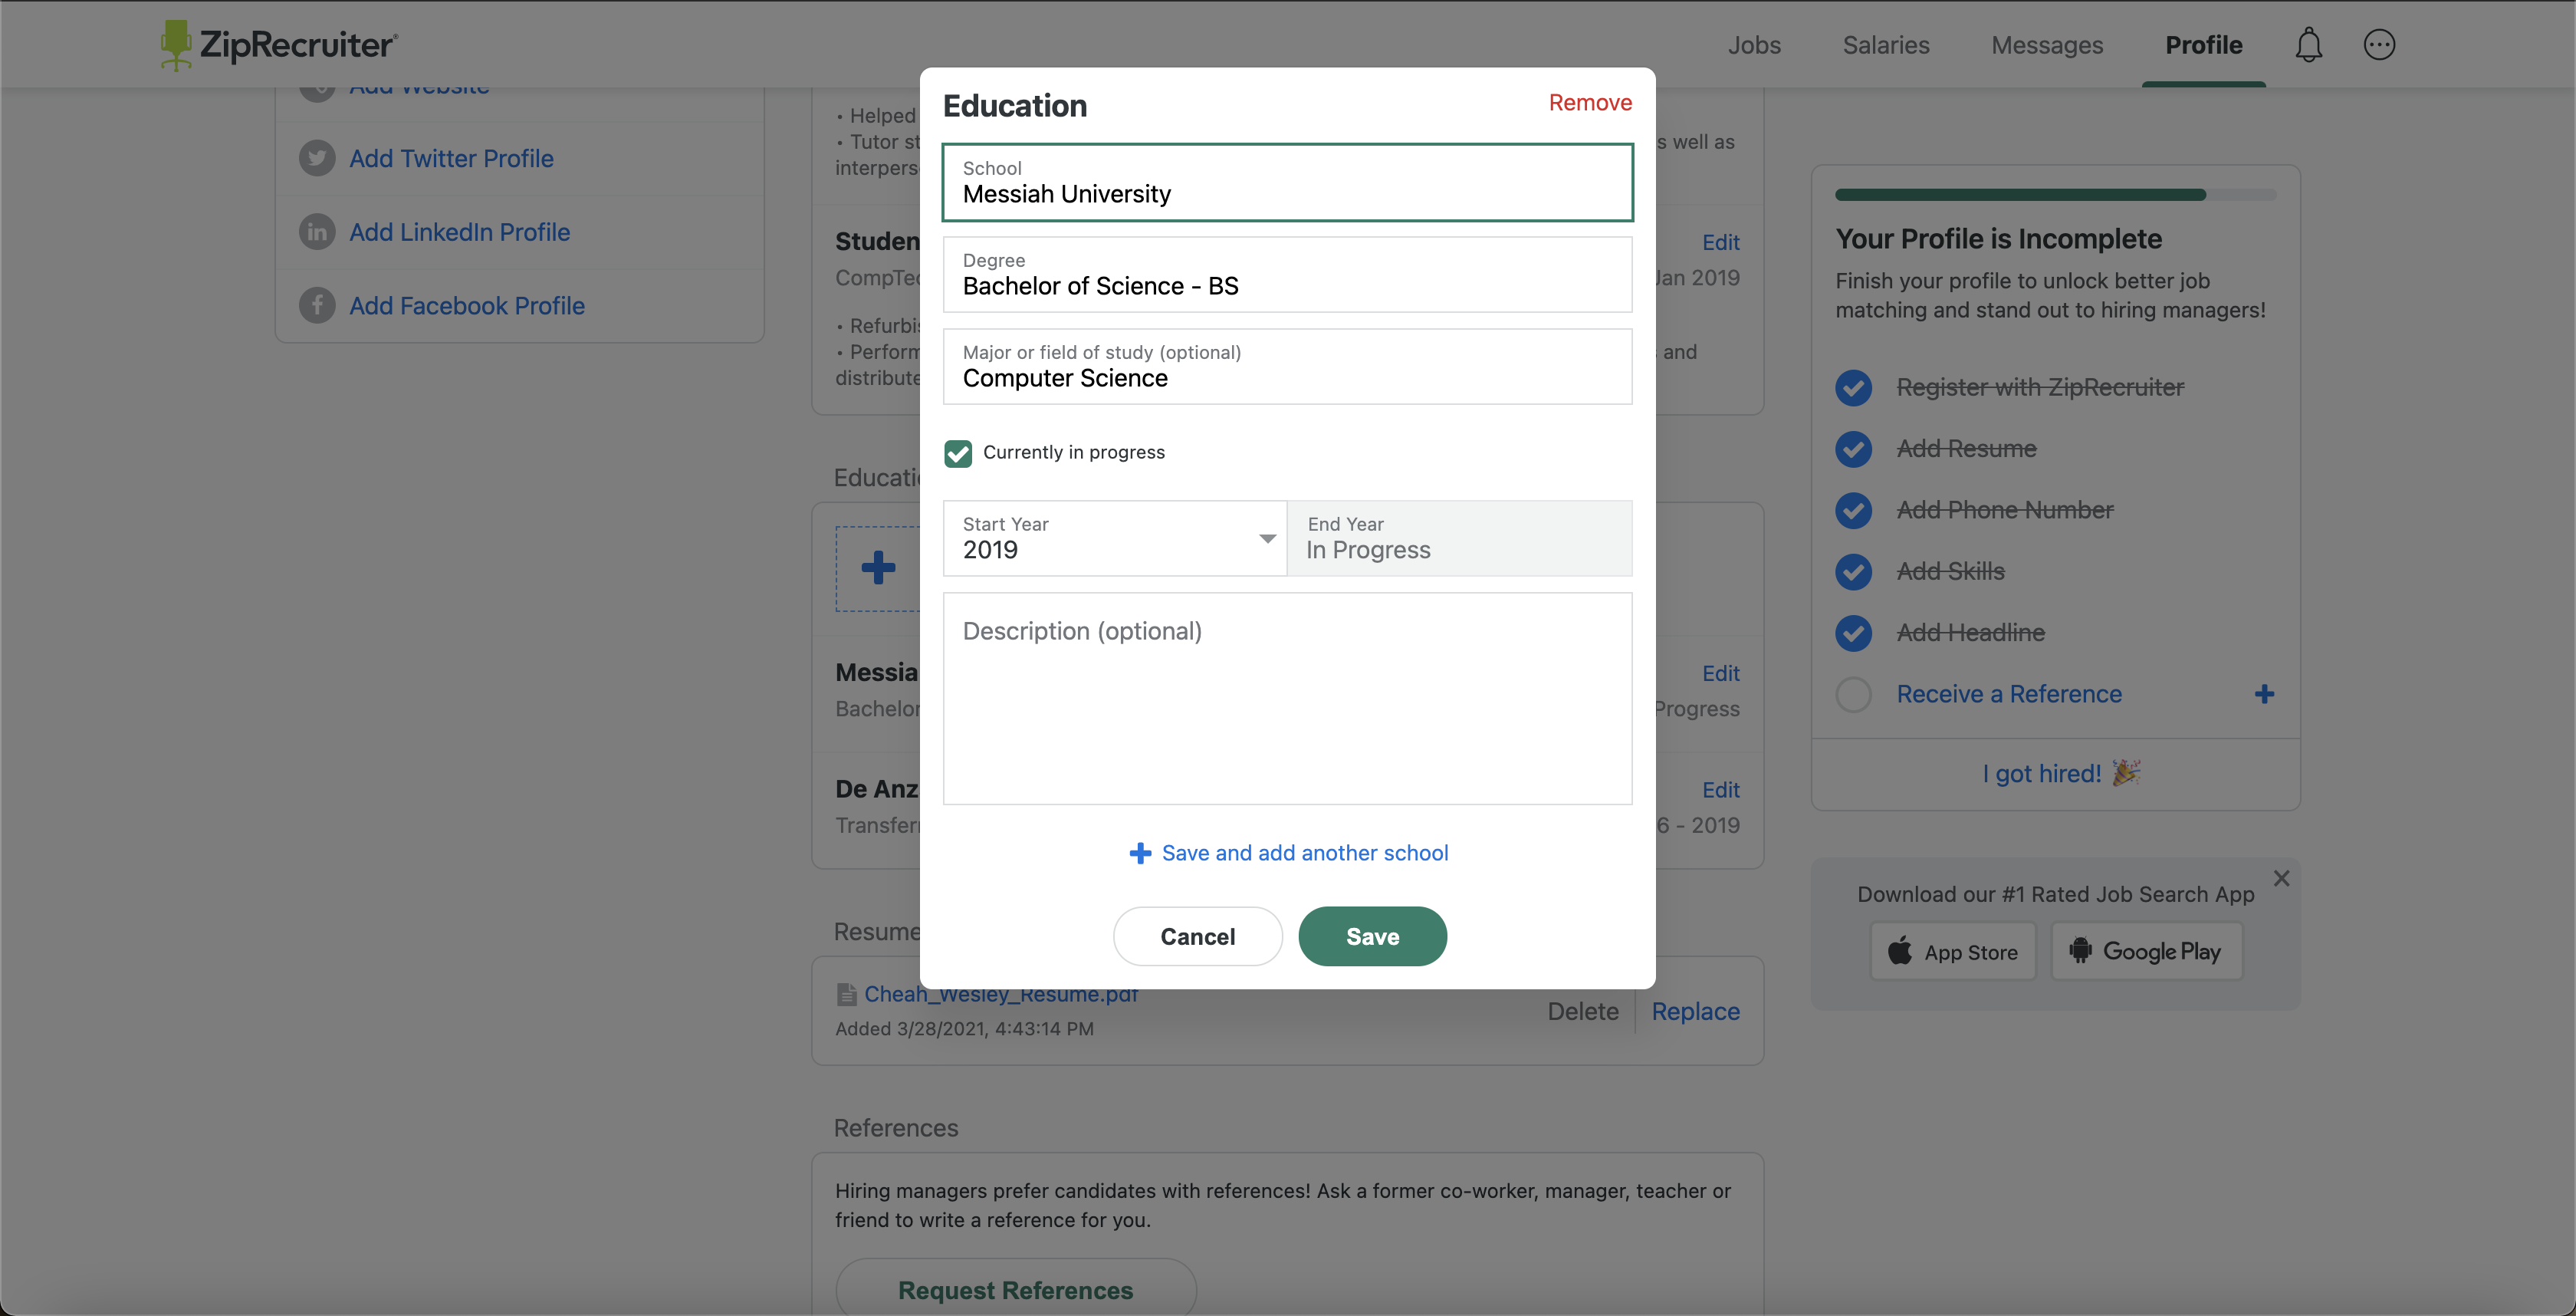 ZipRecruiter
Jobs
Salaries
Messages
Profile
Add Website
Add Twitter Profile
Add LinkedIn Profile
Add Facebook Profile
• Helped
• Tutor st
s well as
interpers
Studen
Edit
CompTec
Jan 2019
• Refurbi
• Perform
and
distribute
Educati
Messia
Edit
Bachelor
Progress
De Anz
Edit
Transferr
6 - 2019
Resume
Cheah_Wesley_Resume.pdf
Added 3/28/2021, 4:43:14 PM
Delete
Replace
References
Hiring managers prefer candidates with references! Ask a former co-worker, manager, teacher or
friend to write a reference for you.
Request References
Education
Remove
School
Messiah University
Degree
Bachelor of Science - BS
Major or field of study (optional)
Computer Science
Currently in progress
Start Year
2019
End Year
In Progress
Description (optional)
Save and add another school
Cancel
Save
Your Profile is Incomplete
Finish your profile to unlock better job
matching and stand out to hiring managers!
Register with ZipRecruiter
Add Resume
Add Phone Number
Add Skills
Add Headline
Receive a Reference
I got hired! 🎉
Download our #1 Rated Job Search App
App Store
Google Play